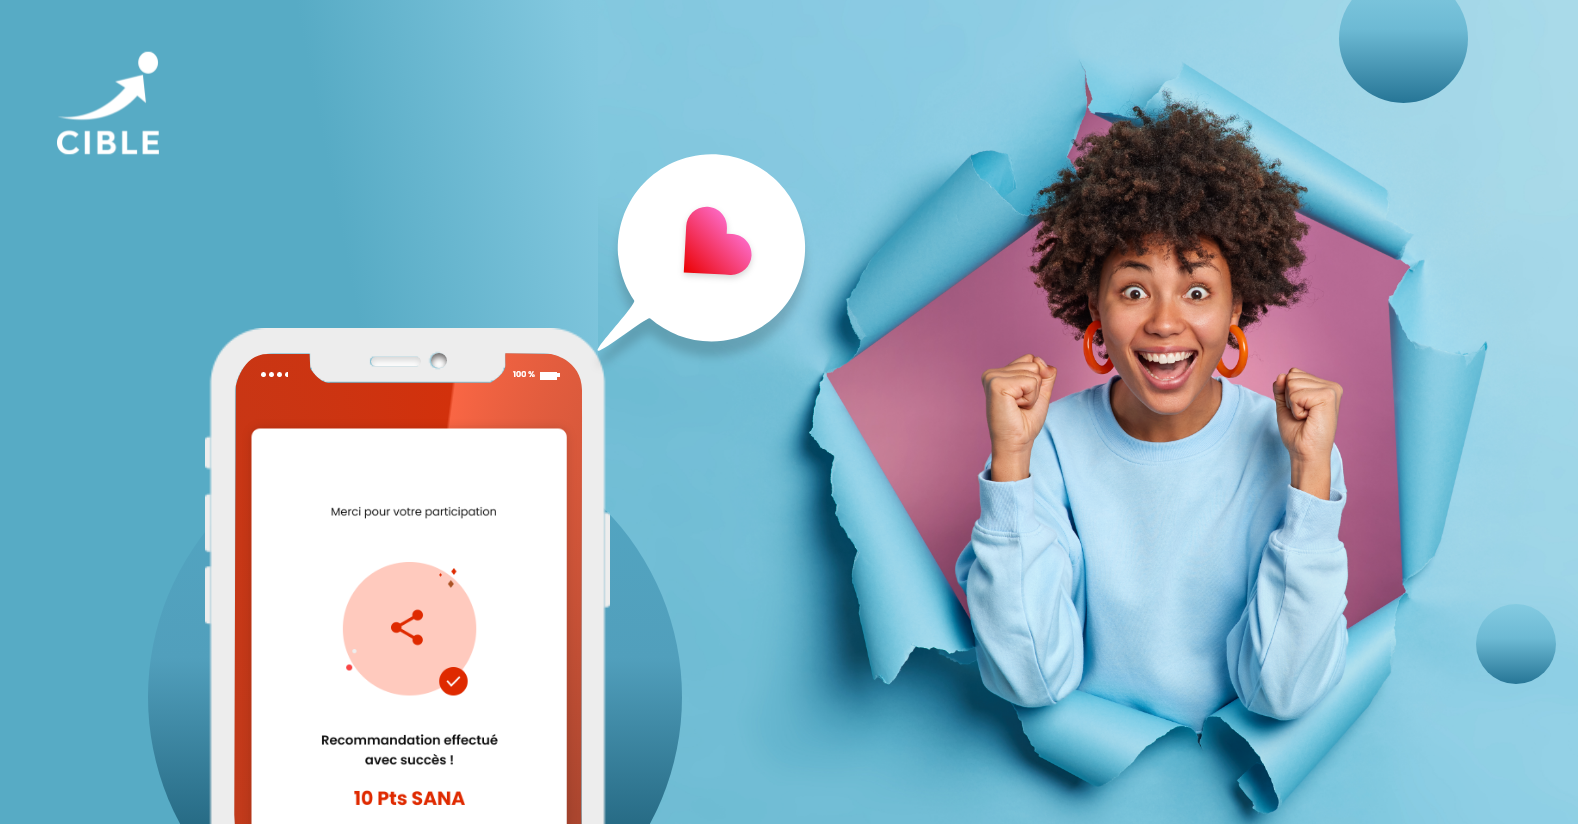 CIBLE
100 %
Merci pour votre participation
Recommandation effectué
avec succès !
10 Pts SANA